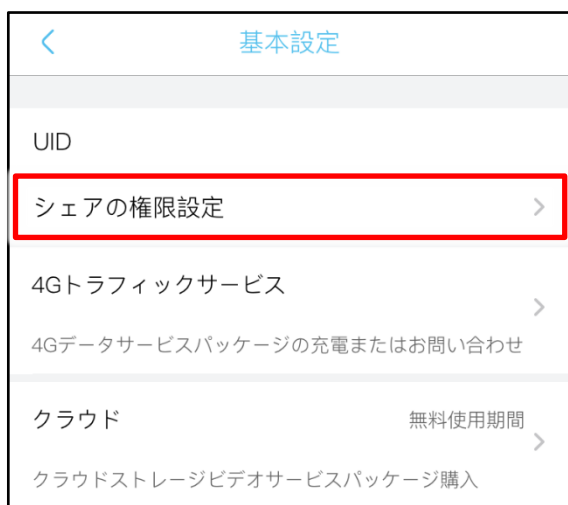 基本設定
UID
シェアの権限設定
4Gトラフィックサービス
4Gデータサービスパッケージの充電またはお問い合わせ
クラウド 無料使用期間
クラウドストレージビデオサービスパッケージ購入